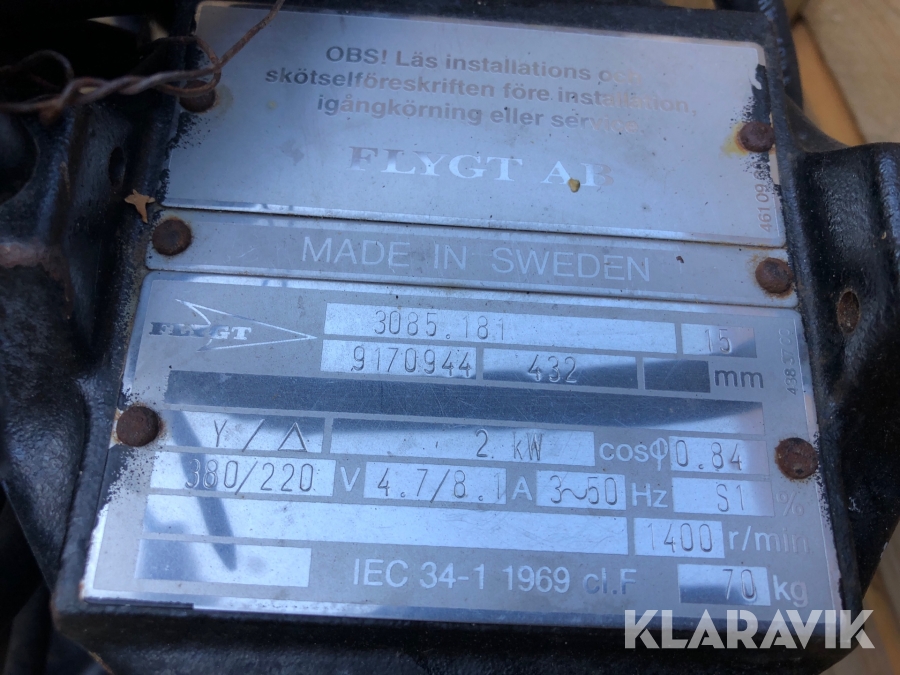 OBS! Läs installations och
skötselföreskriften före installation,
igångkörning eller service.
FLYGT AB
461 09
MADE IN SWEDEN
FLYGT 3085.181 15
9170944 432 mm
Y/Δ 2 kW cosφ 0.84
380/220 V 4.7/8.1 A 3~50 Hz S1 %
1400 r/min.
IEC 34-1 1969 cl.F 70 kg
KLARAVIK